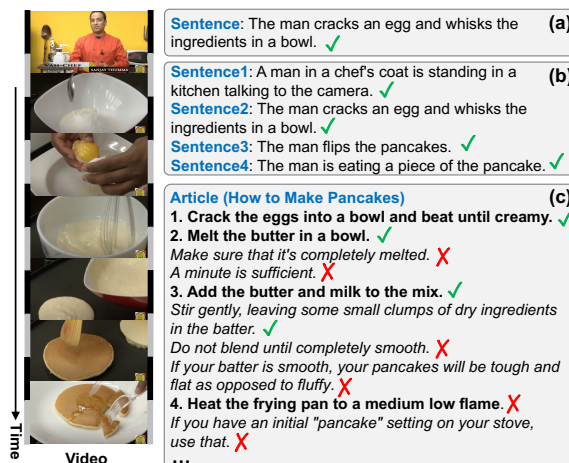 Sentence: The man cracks an egg and whisks the (a)
ingredients in a bowl. ✓
Sentence1: A man in a chef's coat is standing in a (b)
kitchen talking to the camera. ✓
Sentence2: The man cracks an egg and whisks the
ingredients in a bowl. ✓
Sentence3: The man flips the pancakes. ✓
Sentence4: The man is eating a piece of the pancake. ✓
Article (How to Make Pancakes) (c)
1. Crack the eggs into a bowl and beat until creamy. ✓
2. Melt the butter in a bowl. ✓
Make sure that it's completely melted. ✗
A minute is sufficient. ✗
3. Add the butter and milk to the mix. ✓
Stir gently, leaving some small clumps of dry ingredients
in the batter. ✓
Do not blend until completely smooth. ✗
If your batter is smooth, your pancakes will be tough and
flat as opposed to fluffy. ✗
4. Heat the frying pan to a medium low flame. ✗
If you have an initial "pancake" setting on your stove,
use that. ✗
...
VAH-CHEF
SANJAY THUMMA
Time
Video